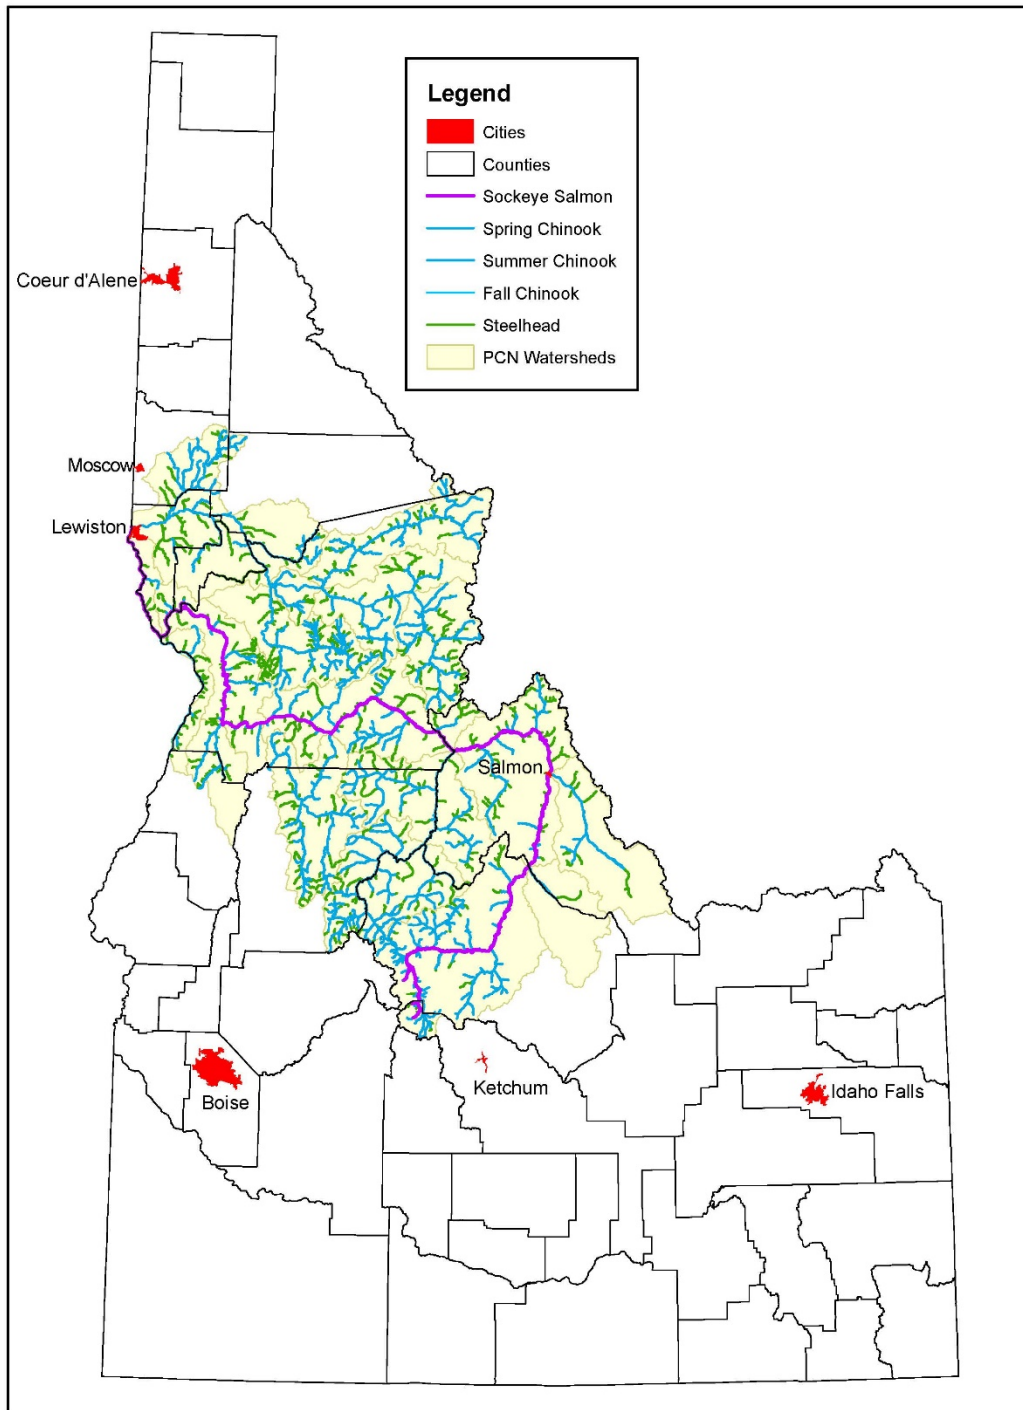 Legend
Cities
Counties
Sockeye Salmon
Spring Chinook
Summer Chinook
Fall Chinook
Steelhead
PCN Watersheds
Coeur d'Alene
Moscow
Lewiston
Salmon
Boise
Ketchum
Idaho Falls